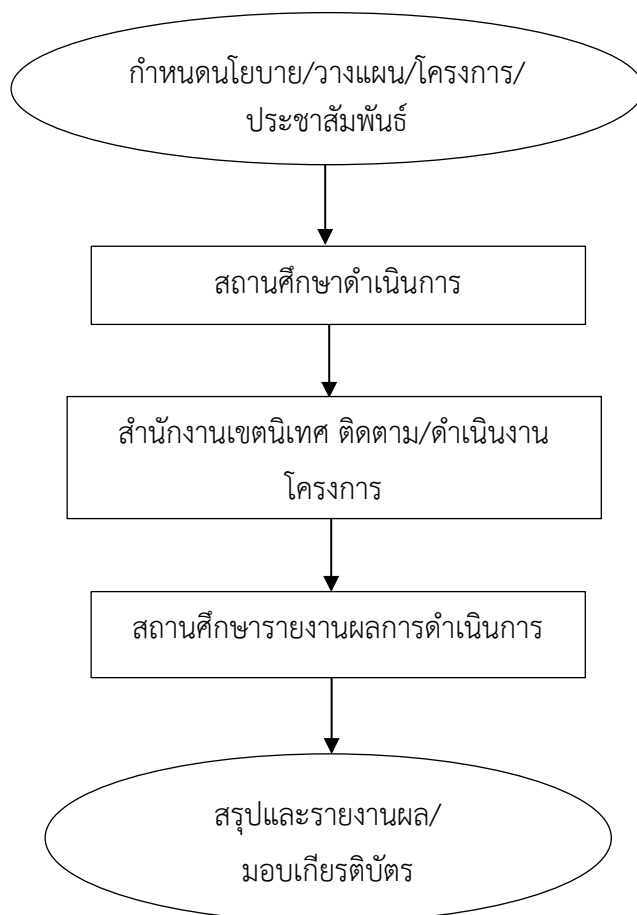 กำหนดนโยบาย/วางแผน/โครงการ/
ประชาสัมพันธ์
สถานศึกษาดำเนินการ
สำนักงานเขตนิเทศ ติดตาม/ดำเนินงาน
โครงการ
สถานศึกษารายงานผลการดำเนินการ
สรุปและรายงานผล/
มอบเกียรติบัตร